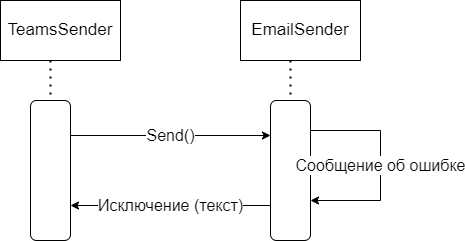 TeamsSender
EmailSender
Send()
Сообщение об ошибке
Исключение (текст)